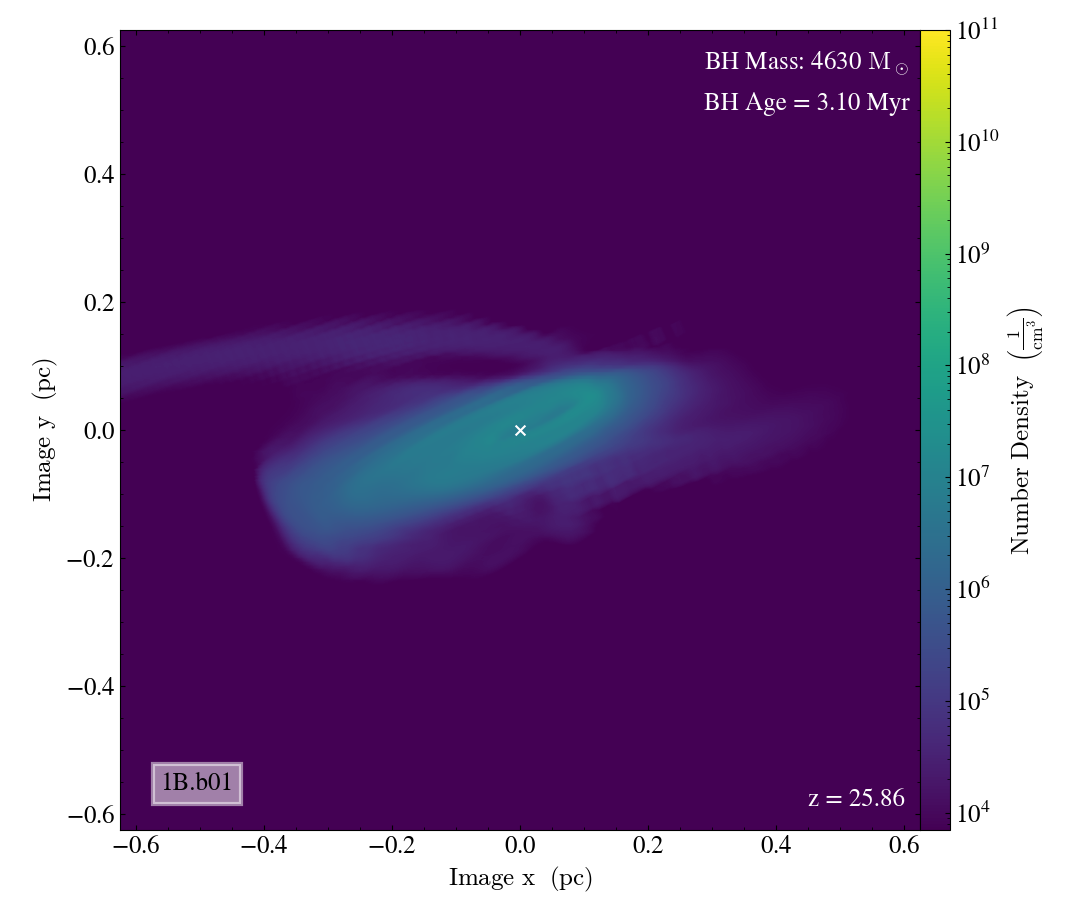 BH Mass: 4630 M☉
BH Age = 3.10 Myr
1B.b01
z = 25.86
0.6
0.4
0.2
0.0
−0.2
−0.4
−0.6
Image y (pc)
−0.6 −0.4 −0.2 0.0 0.2 0.4 0.6
Image x (pc)
10¹¹
10¹⁰
10⁹
10⁸
10⁷
10⁶
10⁵
10⁴
Number Density (1/cm³)